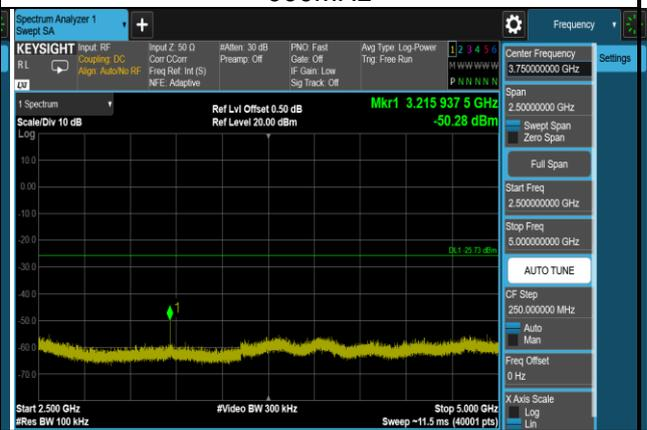 Spectrum Analyzer 1
Swept SA
+
Frequency
KEYSIGHT
RL
LXI
Input: RF
Coupling: DC
Align: Auto/No RF
Input Z: 50 Ω
Corr CCorr
Freq Ref: Int (S)
NFE: Adaptive
#Atten: 30 dB
Preamp: Off
PNO: Fast
Gate: Off
IF Gain: Low
Sig Track: Off
Avg Type: Log-Power
Trig: Free Run
1 2 3 4 5 6
M W W W W W
P N N N N N
1 Spectrum
Scale/Div 10 dB
Log
Ref Lvl Offset 0.50 dB
Ref Level 20.00 dBm
Mkr1 3.215 937 5 GHz
-50.28 dBm
10.0
0.00
-10.0
-20.0
DL1 -25.73 dBm
-30.0
-40.0
1
-50.0
-60.0
-70.0
Start 2.500 GHz
#Res BW 100 kHz
#Video BW 300 kHz
Stop 5.000 GHz
Sweep ~11.5 ms (40001 pts)
Center Frequency
3.750000000 GHz
Settings
Span
2.50000000 GHz
Swept Span
Zero Span
Full Span
Start Freq
2.500000000 GHz
Stop Freq
5.000000000 GHz
AUTO TUNE
CF Step
250.000000 MHz
Auto
Man
Freq Offset
0 Hz
X Axis Scale
Log
Lin